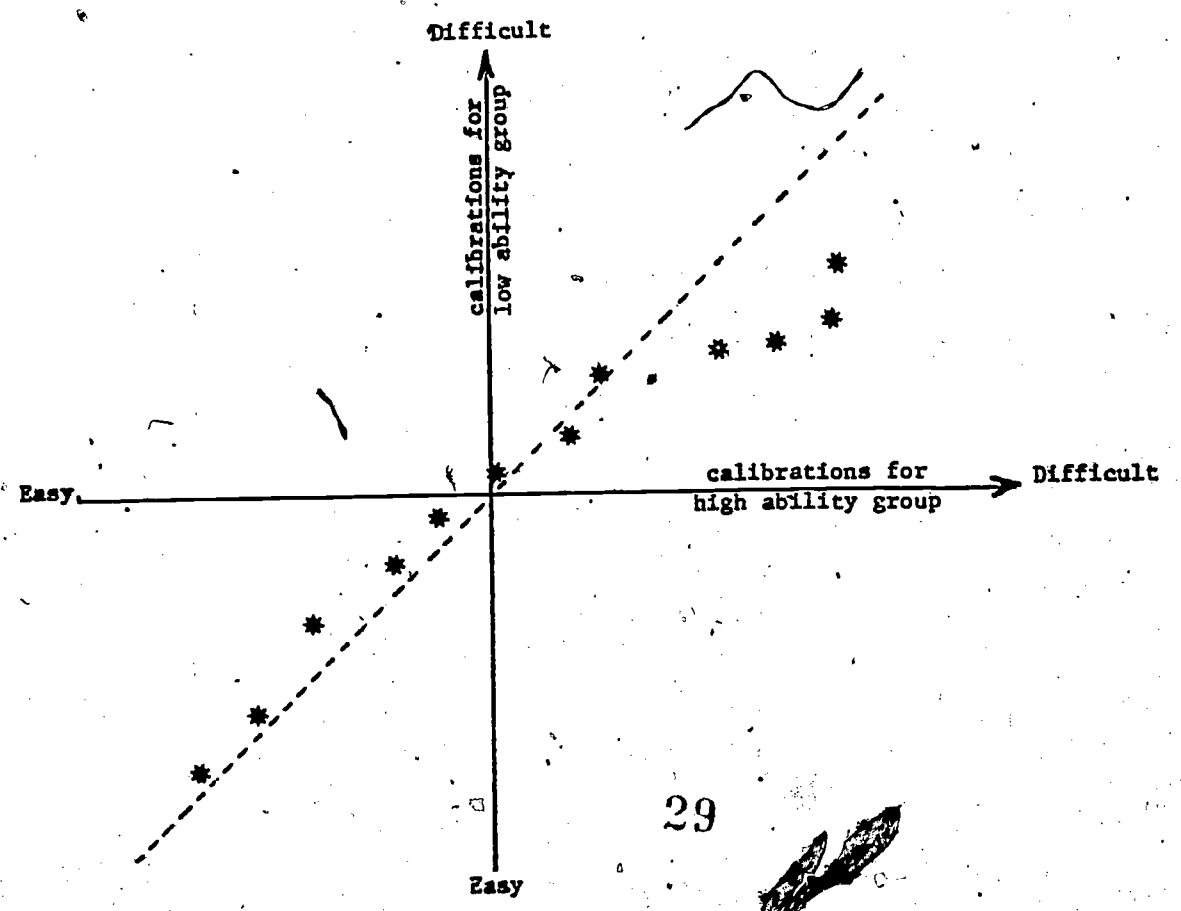 Difficult
calibrations for
low ability group
calibrations for
high ability group
Difficult
Easy
29
Easy